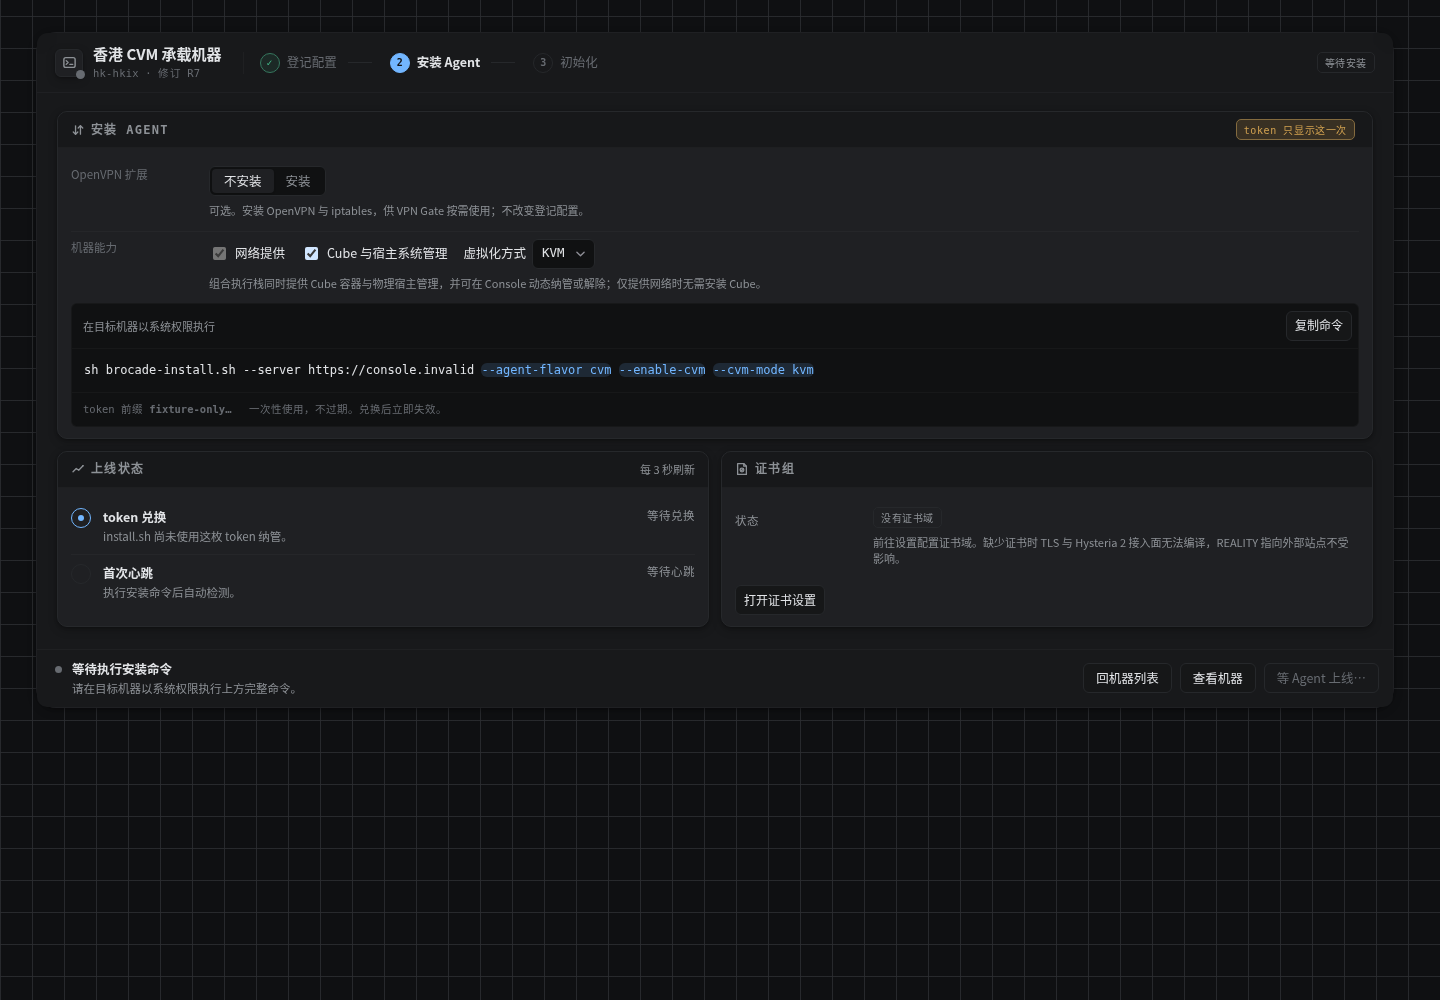 香港 CVM 承载机器
hk-hkix · 修订 R7
✓ 登记配置
2 安装 Agent
3 初始化
等待安装
安装 AGENT
token 只显示这一次
OpenVPN 扩展
不安装 安装
可选。安装 OpenVPN 与 iptables，供 VPN Gate 按需使用；不改变登记配置。
机器能力
网络提供 Cube 与宿主系统管理 虚拟化方式 KVM
组合执行栈同时提供 Cube 容器与物理宿主管理，并可在 Console 动态纳管或解除；仅提供网络时无需安装 Cube。
在目标机器以系统权限执行
复制命令
sh brocade-install.sh --server https://console.invalid --agent-flavor cvm --enable-cvm --cvm-mode kvm
token 前缀 fixture-only… 一次性使用，不过期。兑换后立即失效。
上线状态
每 3 秒刷新
token 兑换
等待兑换
install.sh 尚未使用这枚 token 纳管。
首次心跳
等待心跳
执行安装命令后自动检测。
证书组
状态
没有证书域
前往设置配置证书域。缺少证书时 TLS 与 Hysteria 2 接入面无法编译，REALITY 指向外部站点不受
影响。
打开证书设置
等待执行安装命令
请在目标机器以系统权限执行上方完整命令。
回机器列表
查看机器
等 Agent 上线…